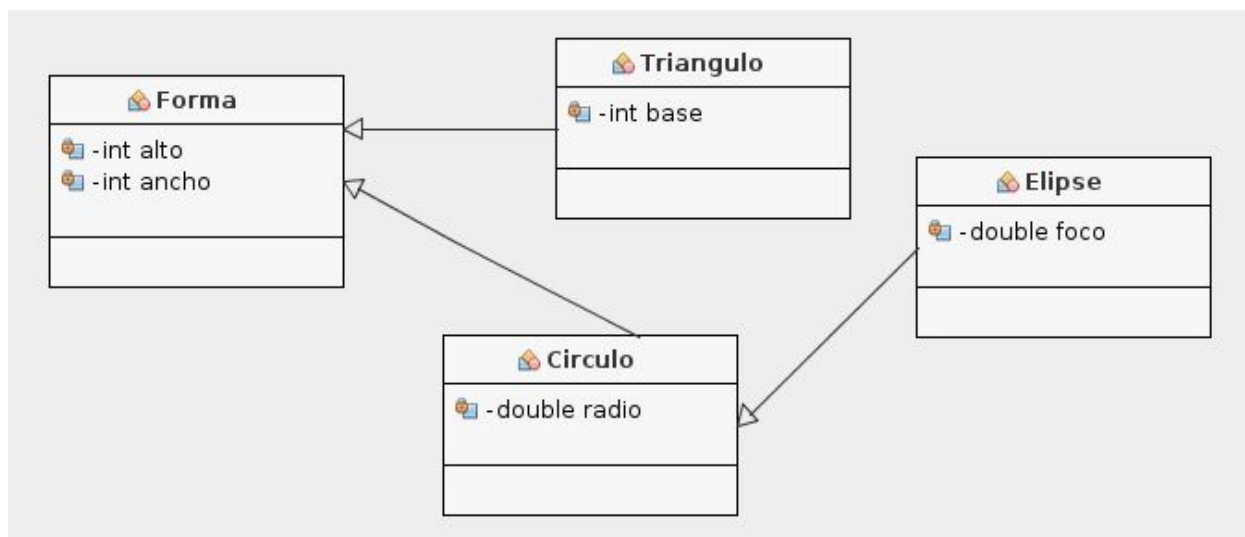 Forma
-int alto
-int ancho
Triangulo
-int base
Elipse
-double foco
Circulo
-double radio